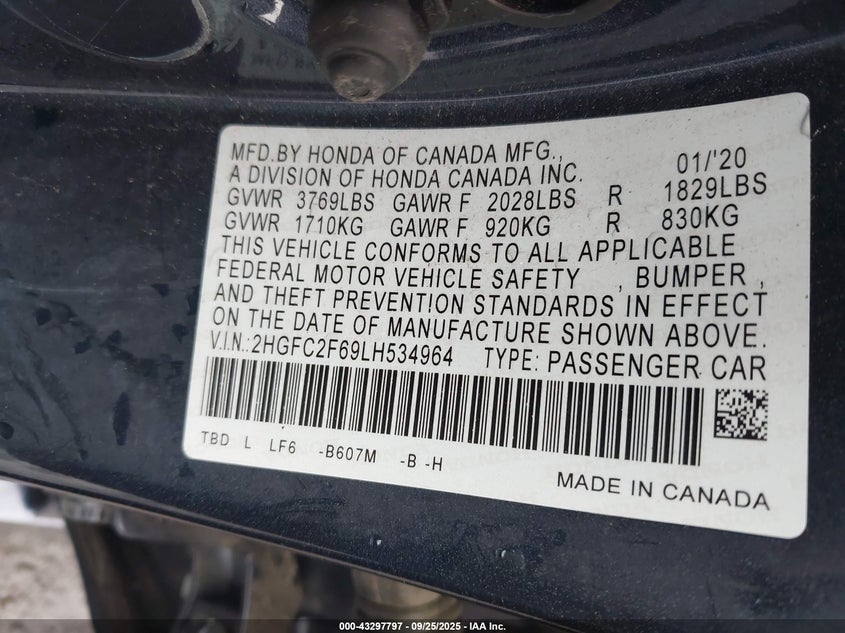 MFD.BY HONDA OF CANADA MFG., 01/'20
A DIVISION OF HONDA CANADA INC.
GVWR 3769LBS GAWR F 2028LBS R 1829LBS
GVWR 1710KG GAWR F 920KG R 830KG
THIS VEHICLE CONFORMS TO ALL APPLICABLE
FEDERAL MOTOR VEHICLE SAFETY , BUMPER ,
AND THEFT PREVENTION STANDARDS IN EFFECT
ON THE DATE OF MANUFACTURE SHOWN ABOVE.
V.I.N.:2HGFC2F69LH534964 TYPE: PASSENGER CAR
TBD L LF6 -B607M -B -H
MADE IN CANADA
000-43297797 - 09/25/2025 - IAA Inc.